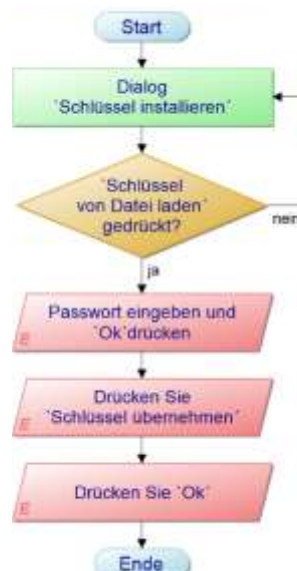 Start
Dialog
´Schlüssel installieren´
´Schlüssel
von Datei laden´
gedrückt?
nein
ja
Passwort eingeben und
´Ok´drücken
E
Drücken Sie
´Schlüssel übernehmen´
E
Drücken Sie ´Ok´
E
Ende